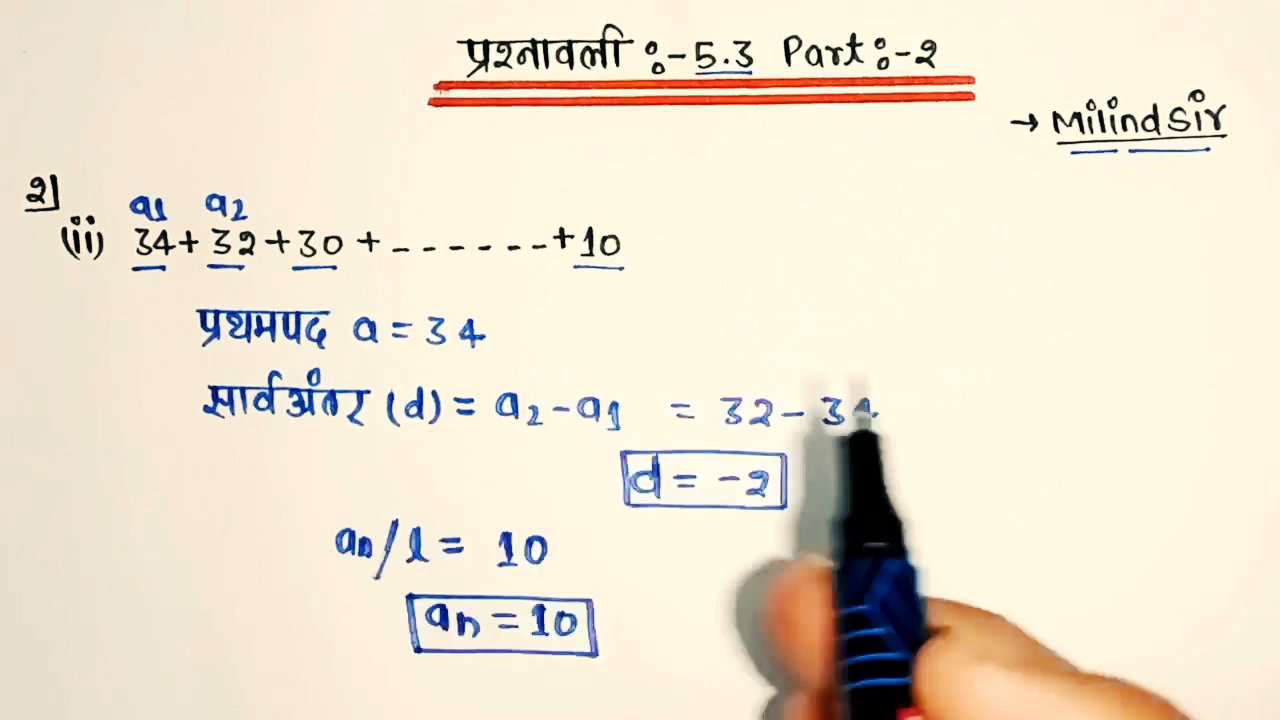 प्रश्नावली :- 5.3 Part :- 2
→ Milind Sir
2]
a1 a2
(ii) 34 + 32 + 30 + - - - - - - + 10
प्रथमपद a = 34
सार्वअंतर (d) = a2 - a1 = 32 - 34
d = -2
an/l = 10
an = 10